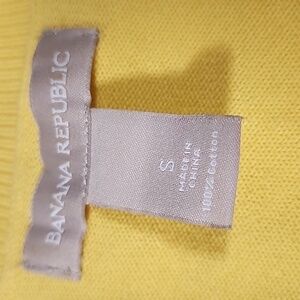 BANANA REPUBLIC
S
MADE IN
CHINA
100% Cotton